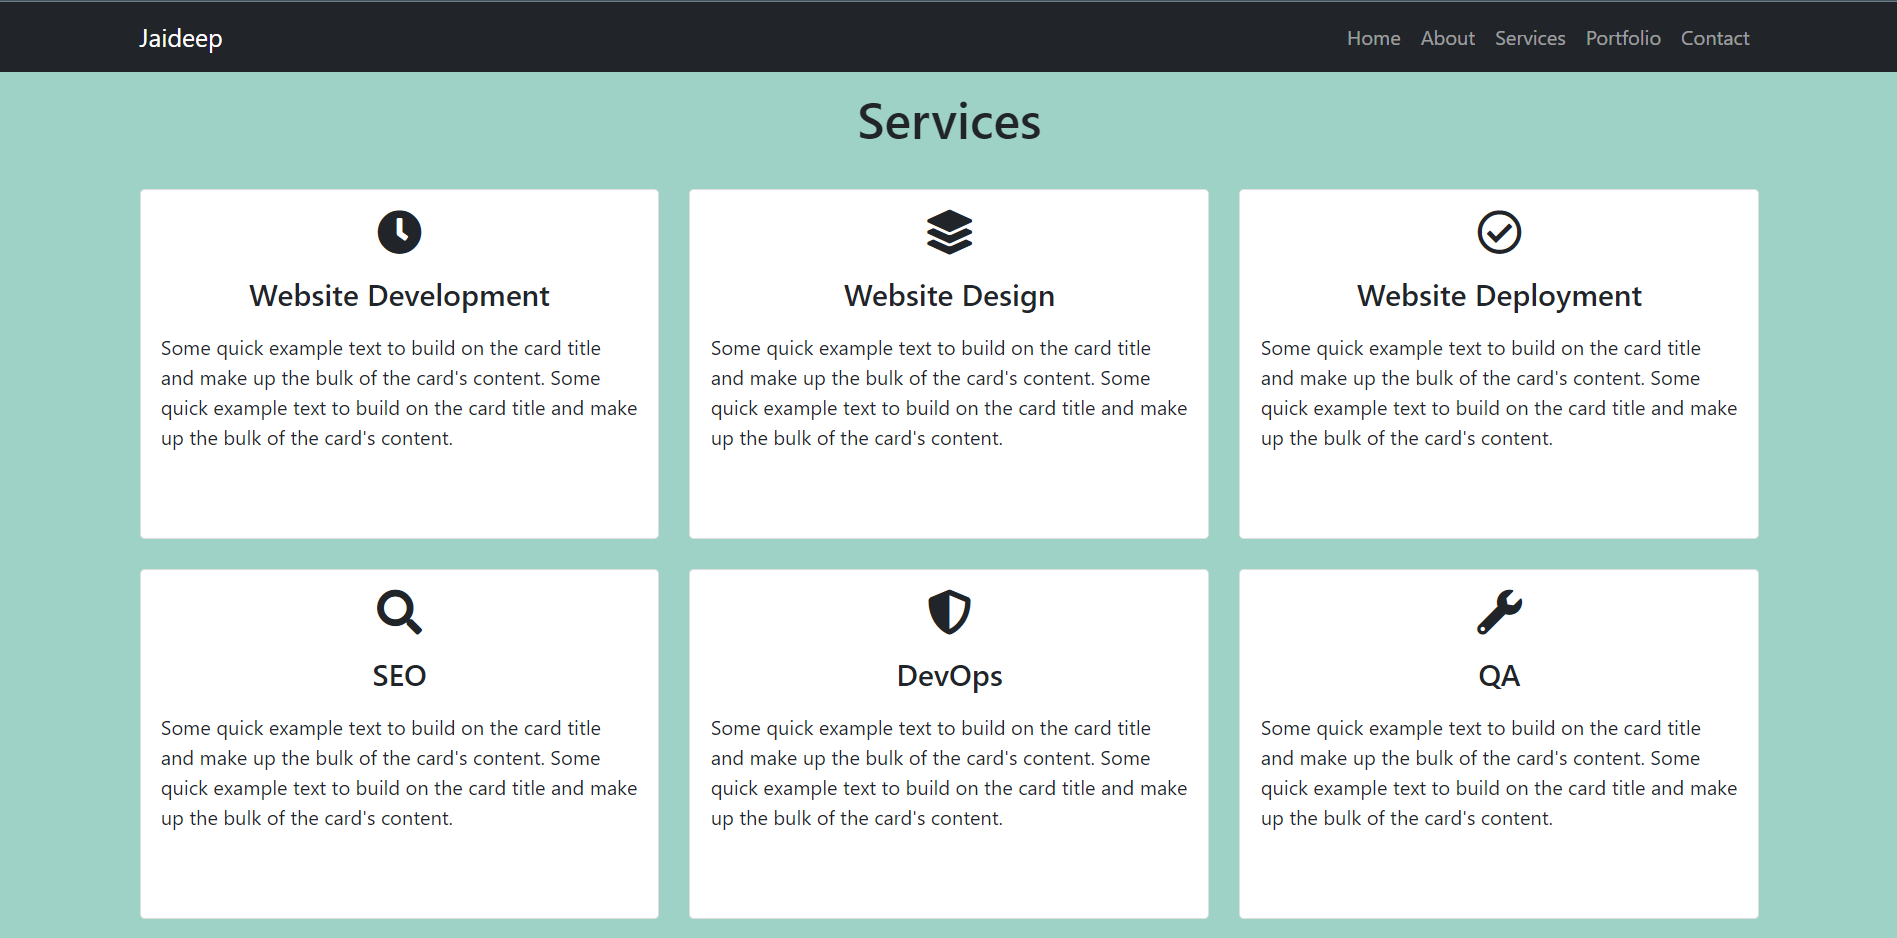 Jaideep
Home About Services Portfolio Contact
Services
Website Development
Some quick example text to build on the card title
and make up the bulk of the card's content. Some
quick example text to build on the card title and make
up the bulk of the card's content.
Website Design
Some quick example text to build on the card title
and make up the bulk of the card's content. Some
quick example text to build on the card title and make
up the bulk of the card's content.
Website Deployment
Some quick example text to build on the card title
and make up the bulk of the card's content. Some
quick example text to build on the card title and make
up the bulk of the card's content.
SEO
Some quick example text to build on the card title
and make up the bulk of the card's content. Some
quick example text to build on the card title and make
up the bulk of the card's content.
DevOps
Some quick example text to build on the card title
and make up the bulk of the card's content. Some
quick example text to build on the card title and make
up the bulk of the card's content.
QA
Some quick example text to build on the card title
and make up the bulk of the card's content. Some
quick example text to build on the card title and make
up the bulk of the card's content.